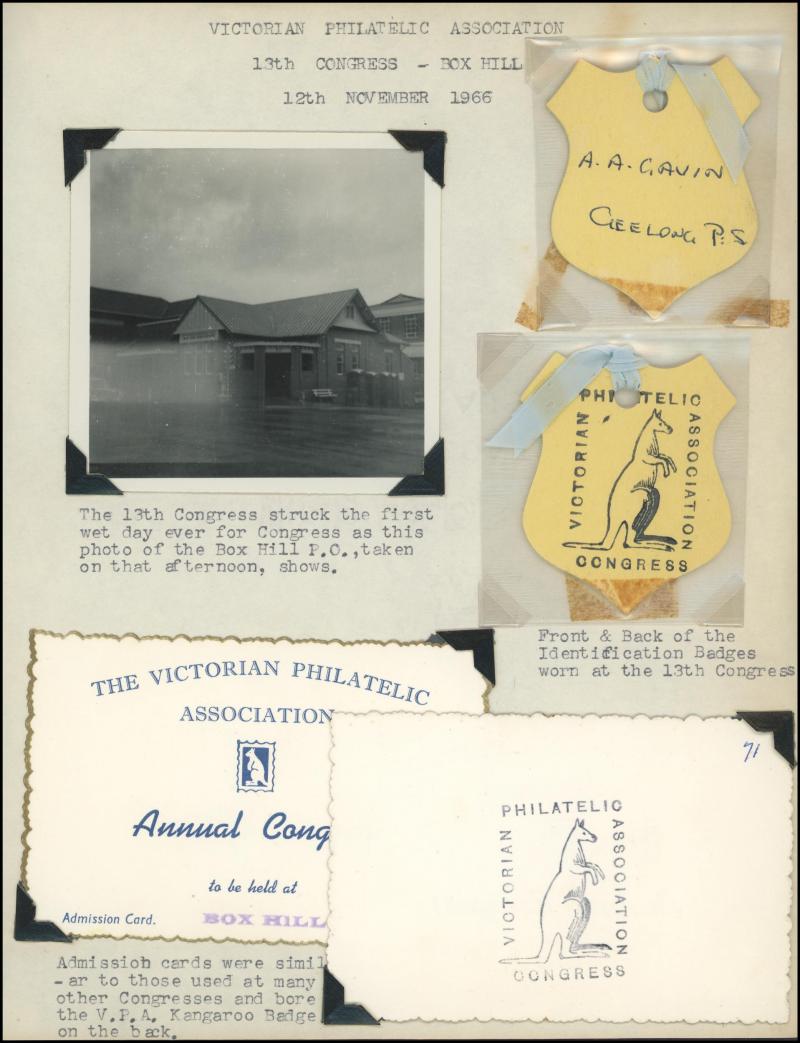 VICTORIAN PHILATELIC ASSOCIATION
13th CONGRESS - BOX HILL
12th NOVEMBER 1966
A. A. GAVIN
GEELONG P.S
The 13th Congress struck the first
wet day ever for Congress as this
photo of the Box Hill P.O.,taken
on that afternoon, shows.
PHILATELIC
VICTORIAN
ASSOCIATION
CONGRESS
Front & Back of the
Identification Badges
worn at the 13th Congress
THE VICTORIAN PHILATELIC
ASSOCIATION
Annual Cong
to be held at
Admission Card.
BOX HILL
71
PHILATELIC
VICTORIAN
ASSOCIATION
CONGRESS
Admission cards were simil
-ar to those used at many
other Congresses and bore
the V.P.A. Kangaroo Badge
on the back.